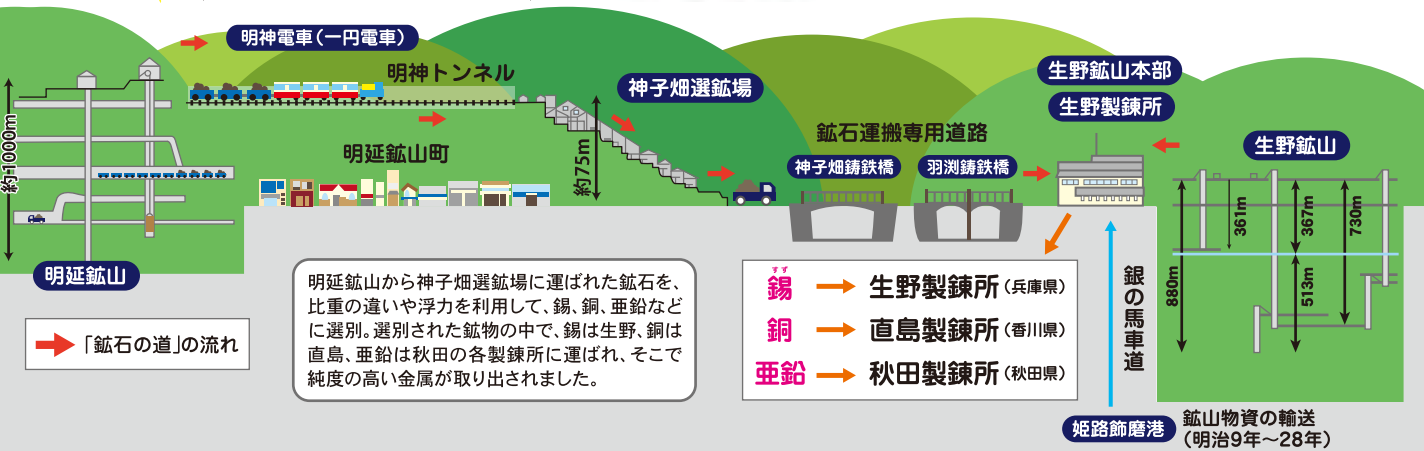 明神電車(一円電車)
明神トンネル
神子畑選鉱場
生野鉱山本部
生野製錬所
鉱石運搬専用道路
生野鉱山
約1000m
明延鉱山町
約75m
神子畑鋳鉄橋
羽渕鋳鉄橋
361m
367m
730m
880m
513m
明延鉱山
「鉱石の道」の流れ
明延鉱山から神子畑選鉱場に運ばれた鉱石を、
比重の違いや浮力を利用して、錫、銅、亜鉛など
に選別。選別された鉱物の中で、錫は生野、銅は
直島、亜鉛は秋田の各製錬所に運ばれ、そこで
純度の高い金属が取り出されました。
すず
錫 生野製錬所(兵庫県)
銅 直島製錬所(香川県)
亜鉛 秋田製錬所(秋田県)
銀の馬車道
姫路飾磨港
鉱山物資の輸送
(明治9年〜28年)